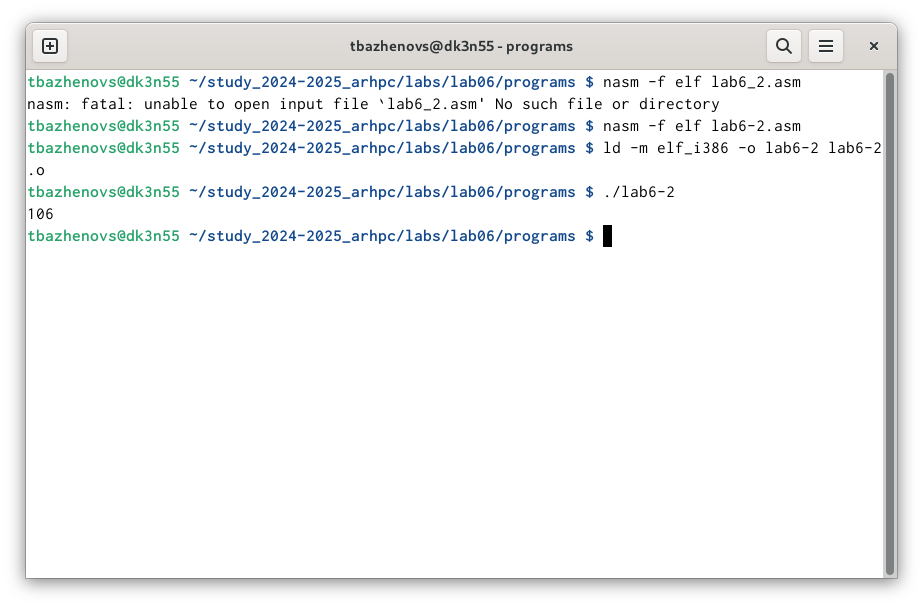 tbazhenovs@dk3n55 - programs
tbazhenovs@dk3n55 ~/study_2024-2025_arhpc/labs/lab06/programs $ nasm -f elf lab6_2.asm
nasm: fatal: unable to open input file `lab6_2.asm' No such file or directory
tbazhenovs@dk3n55 ~/study_2024-2025_arhpc/labs/lab06/programs $ nasm -f elf lab6-2.asm
tbazhenovs@dk3n55 ~/study_2024-2025_arhpc/labs/lab06/programs $ ld -m elf_i386 -o lab6-2 lab6-2
.o
tbazhenovs@dk3n55 ~/study_2024-2025_arhpc/labs/lab06/programs $ ./lab6-2
106
tbazhenovs@dk3n55 ~/study_2024-2025_arhpc/labs/lab06/programs $